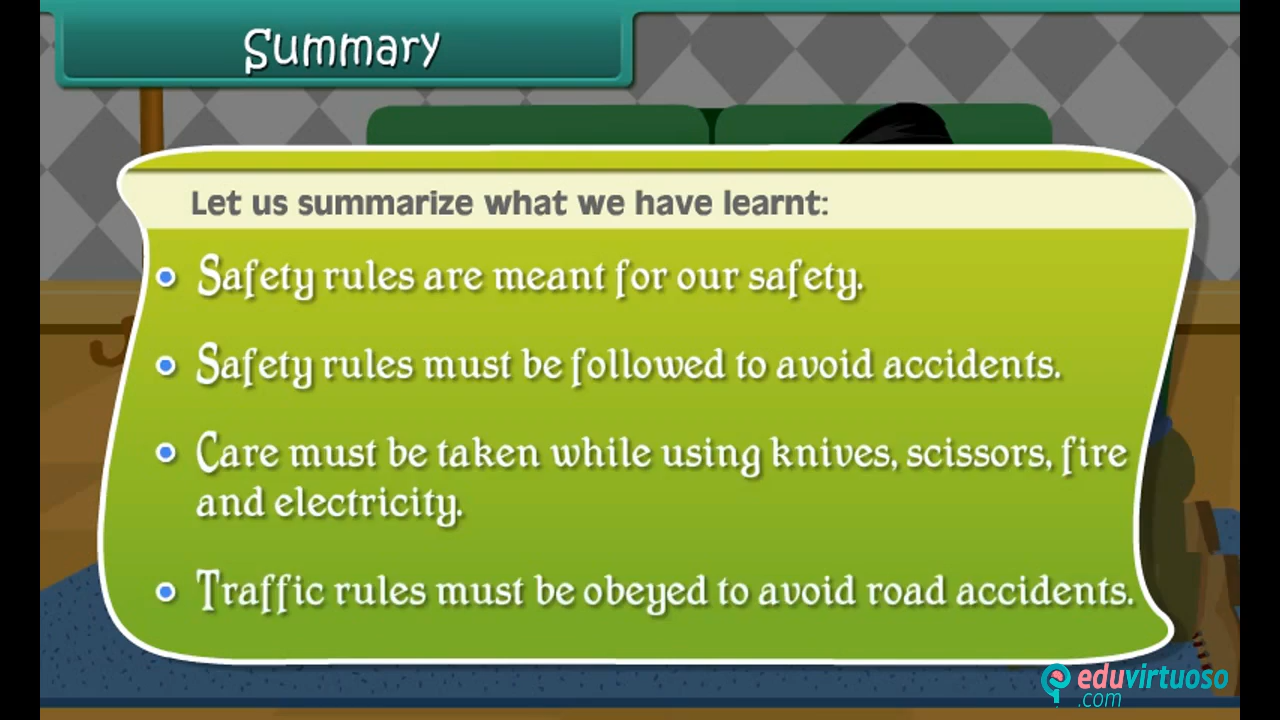 Summary
Let us summarize what we have learnt:
Safety rules are meant for our safety.
Safety rules must be followed to avoid accidents.
Care must be taken while using knives, scissors, fire
and electricity.
Traffic rules must be obeyed to avoid road accidents.
eduvirtuoso
.com